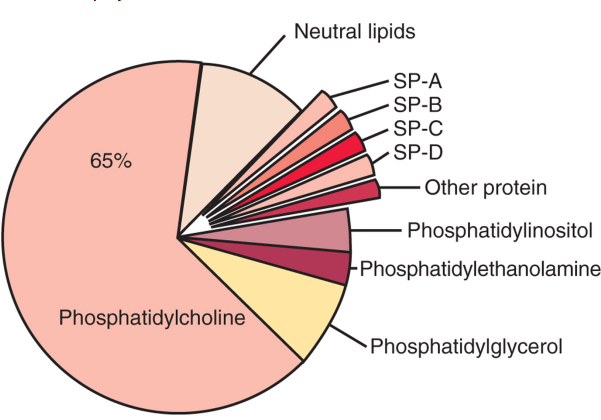 Neutral lipids
SP-A
SP-B
SP-C
SP-D
Other protein
65%
Phosphatidylinositol
Phosphatidylethanolamine
Phosphatidylcholine
Phosphatidylglycerol